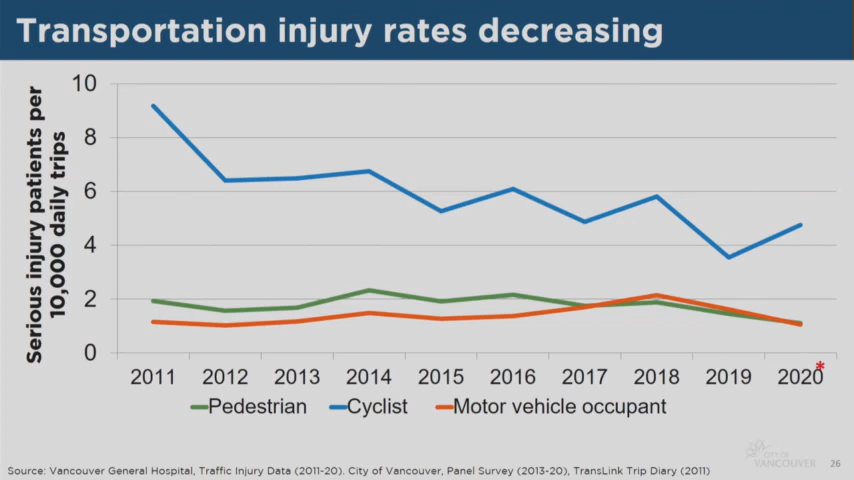 Transportation injury rates decreasing
Serious injury patients per
10,000 daily trips
10
8
6
4
2
0
2011 2012 2013 2014 2015 2016 2017 2018 2019 2020*
Pedestrian Cyclist Motor vehicle occupant
CITY OF
VANCOUVER
26
Source: Vancouver General Hospital, Traffic Injury Data (2011-20). City of Vancouver, Panel Survey (2013-20), TransLink Trip Diary (2011)